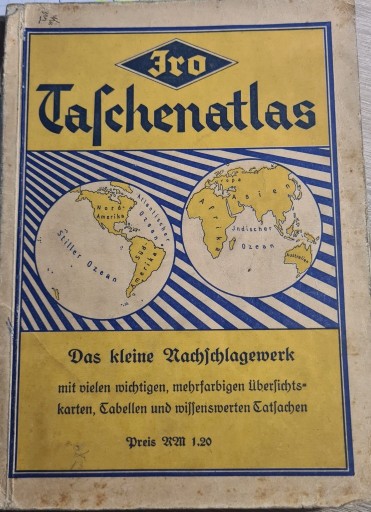 Iro
Taſchenatlas
Nord-
Amerika
Atlantischer
Ozean
Stiller Ozean
Süd-
amerika
Europa
Asien
Afrika
Indischer
Ozean
Australien
Das kleine Nachſchlagewerk
mit vielen wichtigen, mehrfarbigen Überſichts-
karten, Tabellen und wiſſenswerten Tatſachen
Preis RM 1.20